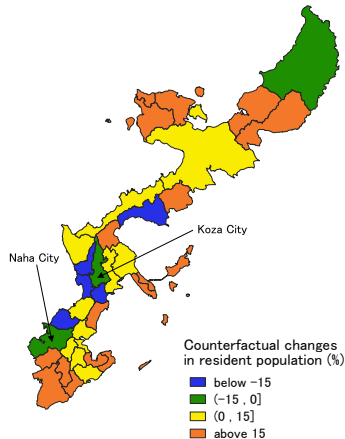 Koza City
Naha City
Counterfactual changes
in resident population (%)
below -15
(-15 , 0]
(0 , 15]
above 15